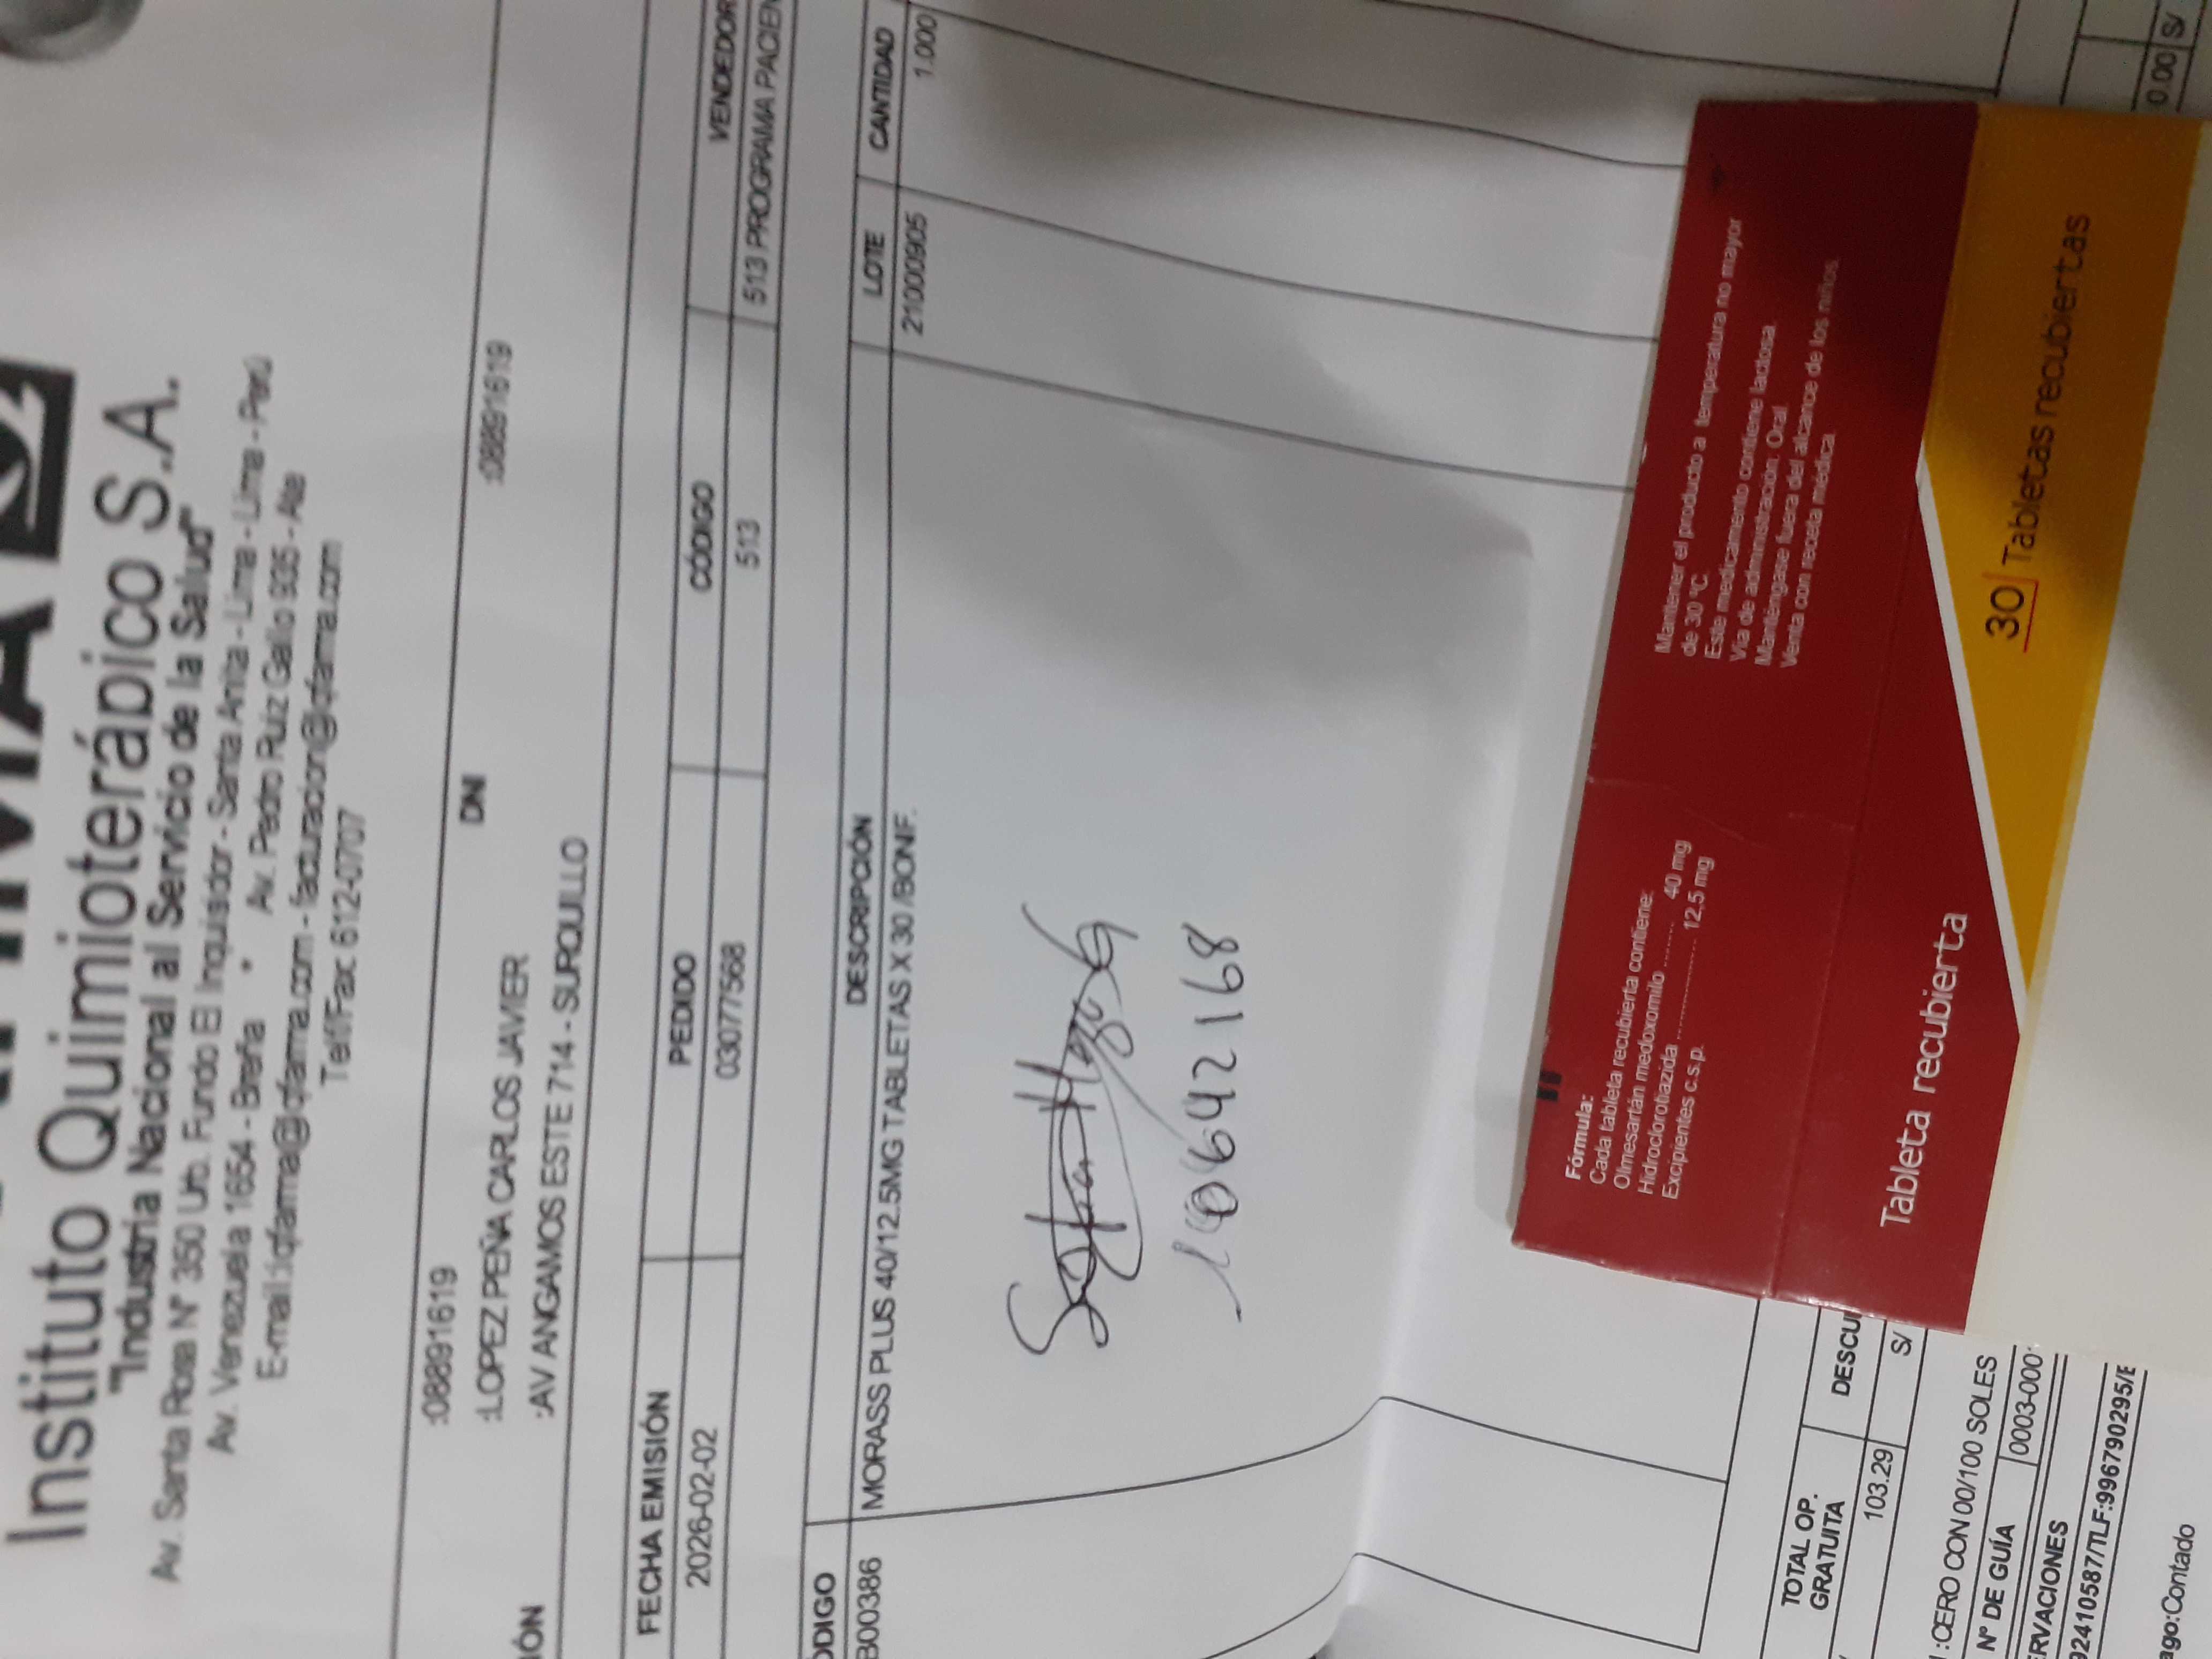 Instituto Quimioterápico S.A.
"Industria Nacional al Servicio de la Salud"
Av. Santa Rosa N° 350 Urb. Fundo El Inquisidor - Santa Anita - Lima - Lima - Perú
Av. Venezuela 1654 - Breña * Av. Pedro Ruiz Gallo 935 - Ate
E-mail:iqfarma@iqfarma.com - facturacion@iqfarma.com
Telf/Fax: 612-0707
:08891619
:LOPEZ PEÑA CARLOS JAVIER DNI :08891619
IÓN :AV ANGAMOS ESTE 714 - SURQUILLO
FECHA EMISIÓN PEDIDO CÓDIGO VENDEDOR
2026-02-02 03077568 513 513 PROGRAMA PACIEN
ÓDIGO DESCRIPCIÓN LOTE CANTIDAD
B00386 MORASS PLUS 40/12.5MG TABLETAS X 30 /BONF. 21000905 1.000
10642168
Fórmula:
Cada tableta recubierta contiene:
Olmesartán medoxomilo ........ 40 mg
Hidroclorotiazida ................ 12,5 mg
Excipientes c.s.p.
Mantener el producto a temperatura no mayor
de 30 °C.
Este medicamento contiene lactosa.
Vía de administración: Oral
Manténgase fuera del alcance de los niños.
Venta con receta médica.
Tableta recubierta
30 Tabletas recubiertas
TOTAL OP. GRATUITA DESCU
103.29 S/ 0.00 S/
:CERO CON 00/100 SOLES
N° DE GUÍA 0003-000
ERVACIONES
92410587/TLF:996790295/E
ago:Contado